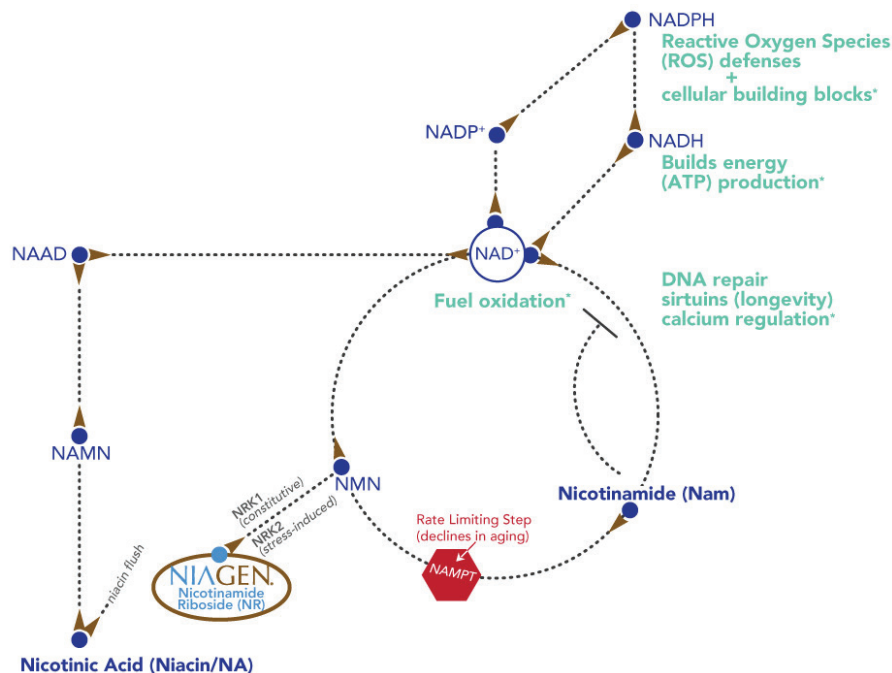 NADPH
Reactive Oxygen Species
(ROS) defenses
+
cellular building blocks*
NADP+
NADH
Builds energy
(ATP) production*
NAAD
NAD+
Fuel oxidation*
DNA repair
sirtuins (longevity)
calcium regulation*
NAMN
NMN
Nicotinamide (Nam)
NRK1
(constitutive)
NRK2
(stress-induced)
Rate Limiting Step
(declines in aging)
NAMPT
NIAGEN.
Nicotinamide
Riboside (NR)
niacin flush
Nicotinic Acid (Niacin/NA)